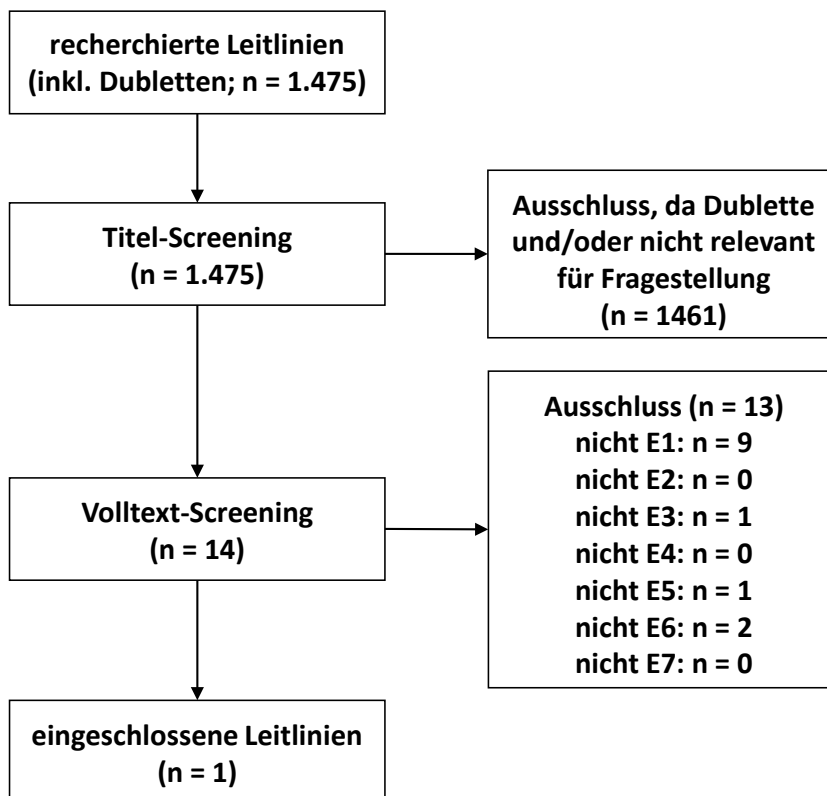 recherchierte Leitlinien
(inkl. Dubletten; n = 1.475)
Titel-Screening
(n = 1.475)
Ausschluss, da Dublette
und/oder nicht relevant
für Fragestellung
(n = 1461)
Volltext-Screening
(n = 14)
Ausschluss (n = 13)
nicht E1: n = 9
nicht E2: n = 0
nicht E3: n = 1
nicht E4: n = 0
nicht E5: n = 1
nicht E6: n = 2
nicht E7: n = 0
eingeschlossene Leitlinien
(n = 1)